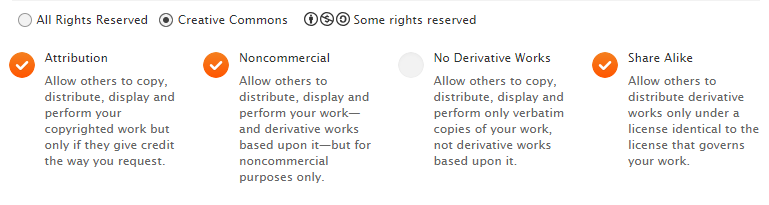 All Rights Reserved Creative Commons Some rights reserved
Attribution
Allow others to copy,
distribute, display and
perform your
copyrighted work but
only if they give credit
the way you request.
Noncommercial
Allow others to
distribute, display and
perform your work—
and derivative works
based upon it—but for
noncommercial
purposes only.
No Derivative Works
Allow others to copy,
distribute, display and
perform only verbatim
copies of your work,
not derivative works
based upon it.
Share Alike
Allow others to
distribute derivative
works only under a
license identical to the
license that governs
your work.